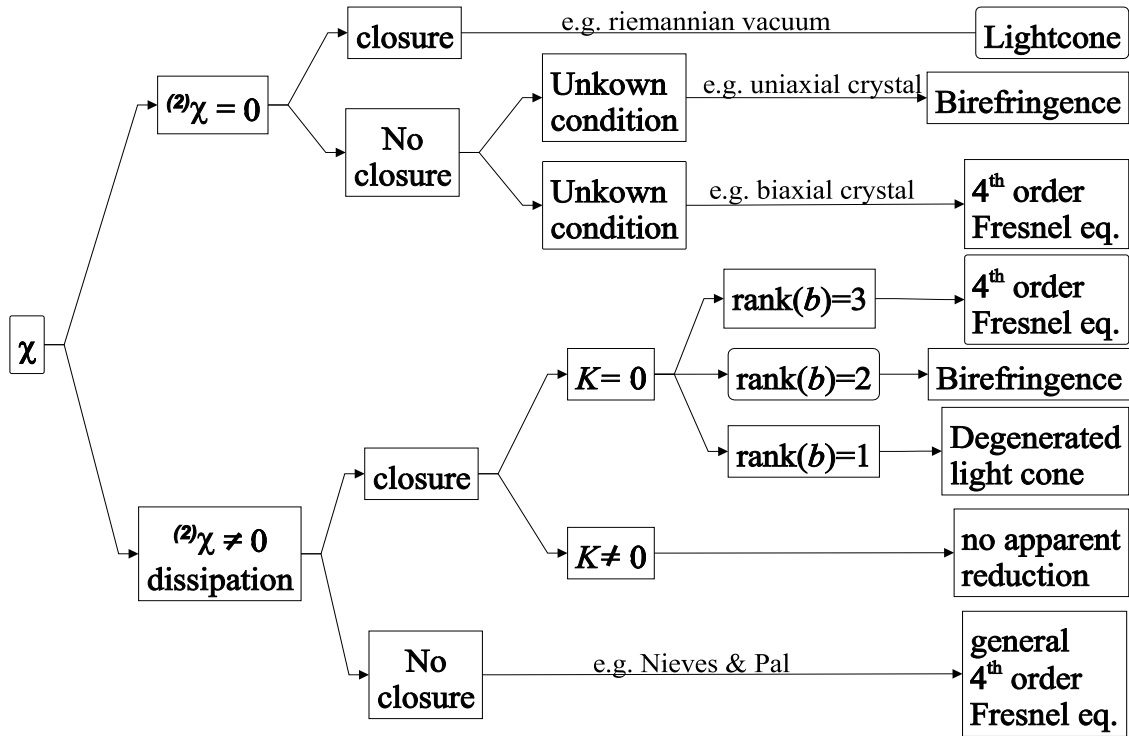 closure
e.g. riemannian vacuum
Lightcone
⁽²⁾χ = 0
Unkown
condition
e.g. uniaxial crystal
Birefringence
No
closure
Unkown
condition
e.g. biaxial crystal
4th order
Fresnel eq.
χ
rank(b)=3
4th order
Fresnel eq.
K= 0
rank(b)=2
Birefringence
rank(b)=1
Degenerated
light cone
closure
⁽²⁾χ ≠ 0
dissipation
K≠ 0
no apparent
reduction
No
closure
e.g. Nieves & Pal
general
4th order
Fresnel eq.